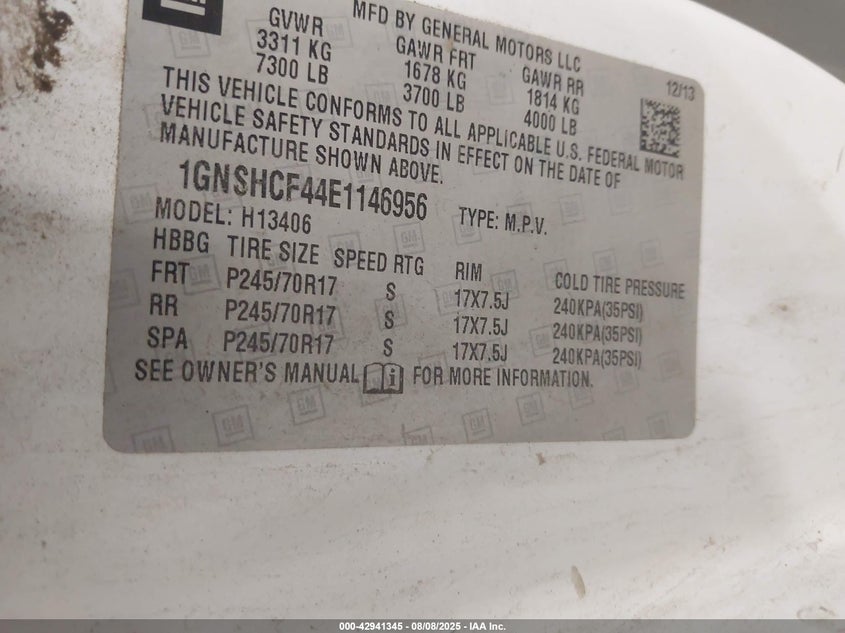 MFD BY GENERAL MOTORS LLC
GVWR GAWR FRT GAWR RR 12/13
3311 KG 1678 KG 1814 KG
7300 LB 3700 LB 4000 LB
THIS VEHICLE CONFORMS TO ALL APPLICABLE U.S. FEDERAL MOTOR
VEHICLE SAFETY STANDARDS IN EFFECT ON THE DATE OF
MANUFACTURE SHOWN ABOVE.
1GNSHCF44E1146956 TYPE: M.P.V.
MODEL: H13406
HBBG TIRE SIZE SPEED RTG RIM COLD TIRE PRESSURE
FRT P245/70R17 S 17X7.5J 240KPA(35PSI)
RR P245/70R17 S 17X7.5J 240KPA(35PSI)
SPA P245/70R17 S 17X7.5J 240KPA(35PSI)
SEE OWNER'S MANUAL FOR MORE INFORMATION.
000-42941345 - 08/08/2025 - IAA Inc.